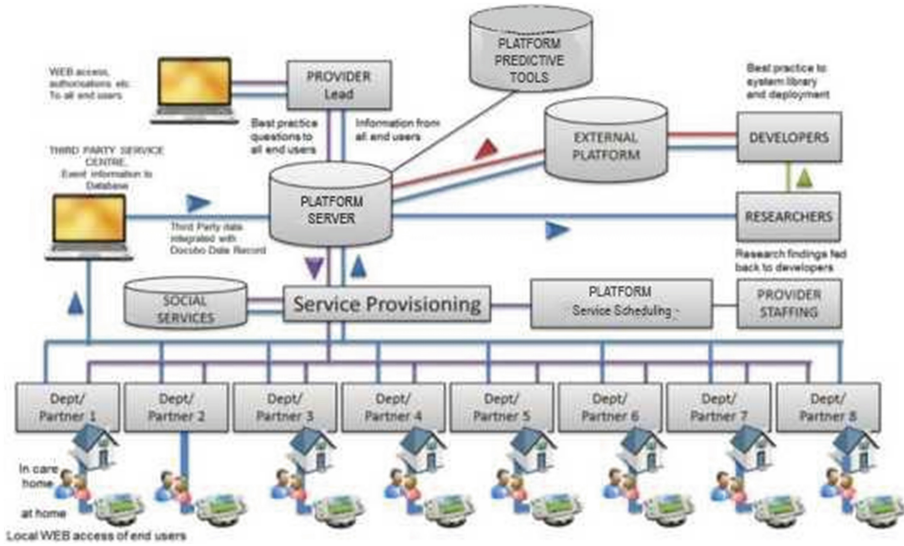 PLATFORM
PREDICTIVE
TOOLS
WEB access,
authorisations etc.
To all end users
PROVIDER
Lead
Best practice to
system library
and deployment
Best practice
questions to
all end users
Information from
all end users
EXTERNAL
PLATFORM
DEVELOPERS
THIRD PARTY SERVICE
CENTRE,
Event information to
Database
PLATFORM
SERVER
RESEARCHERS
Third Party data
integrated with
Docobo Data Record
Research findings fed
back to developers
SOCIAL
SERVICES
Service Provisioning
PLATFORM
- Service Scheduling -
PROVIDER
STAFFING
Dept/
Partner 1
Dept/
Partner 2
Dept/
Partner 3
Dept/
Partner 4
Dept/
Partner 5
Dept/
Partner 6
Dept/
Partner 7
Dept/
Partner 8
In care
home
at home
Local WEB access of end users